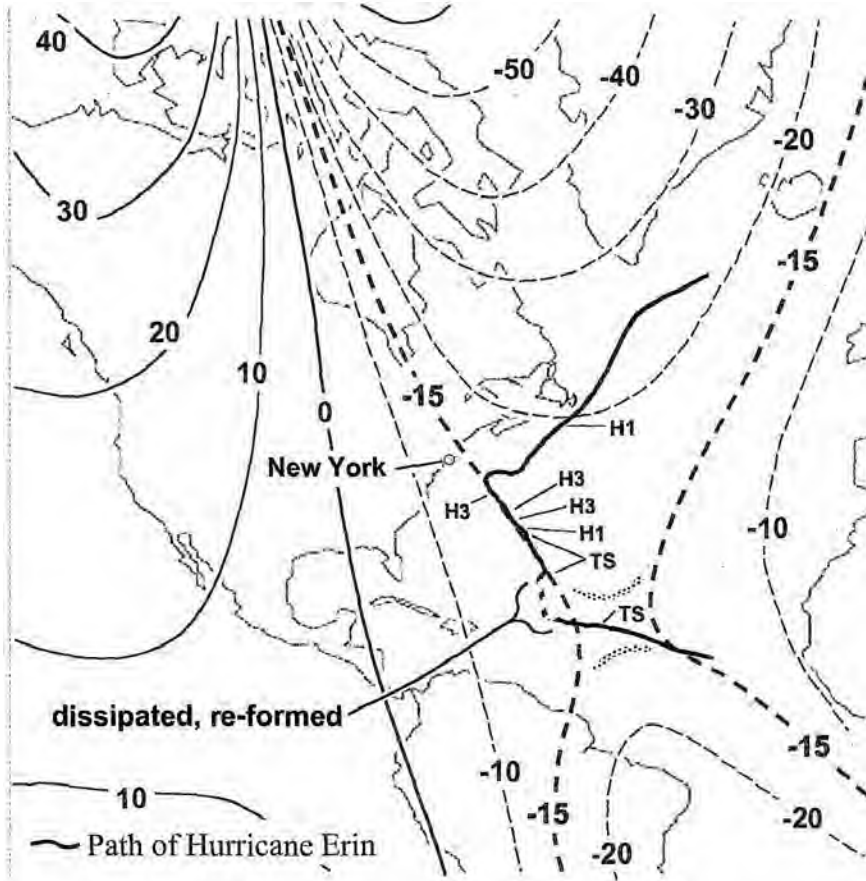 40
-50
-40
-30
-20
30
-15
20
10
0
-15
H1
New York
H3
H3
H3
-10
H1
TS
TS
dissipated, re-formed
-15
-10
10
-15
-20
-20
Path of Hurricane Erin